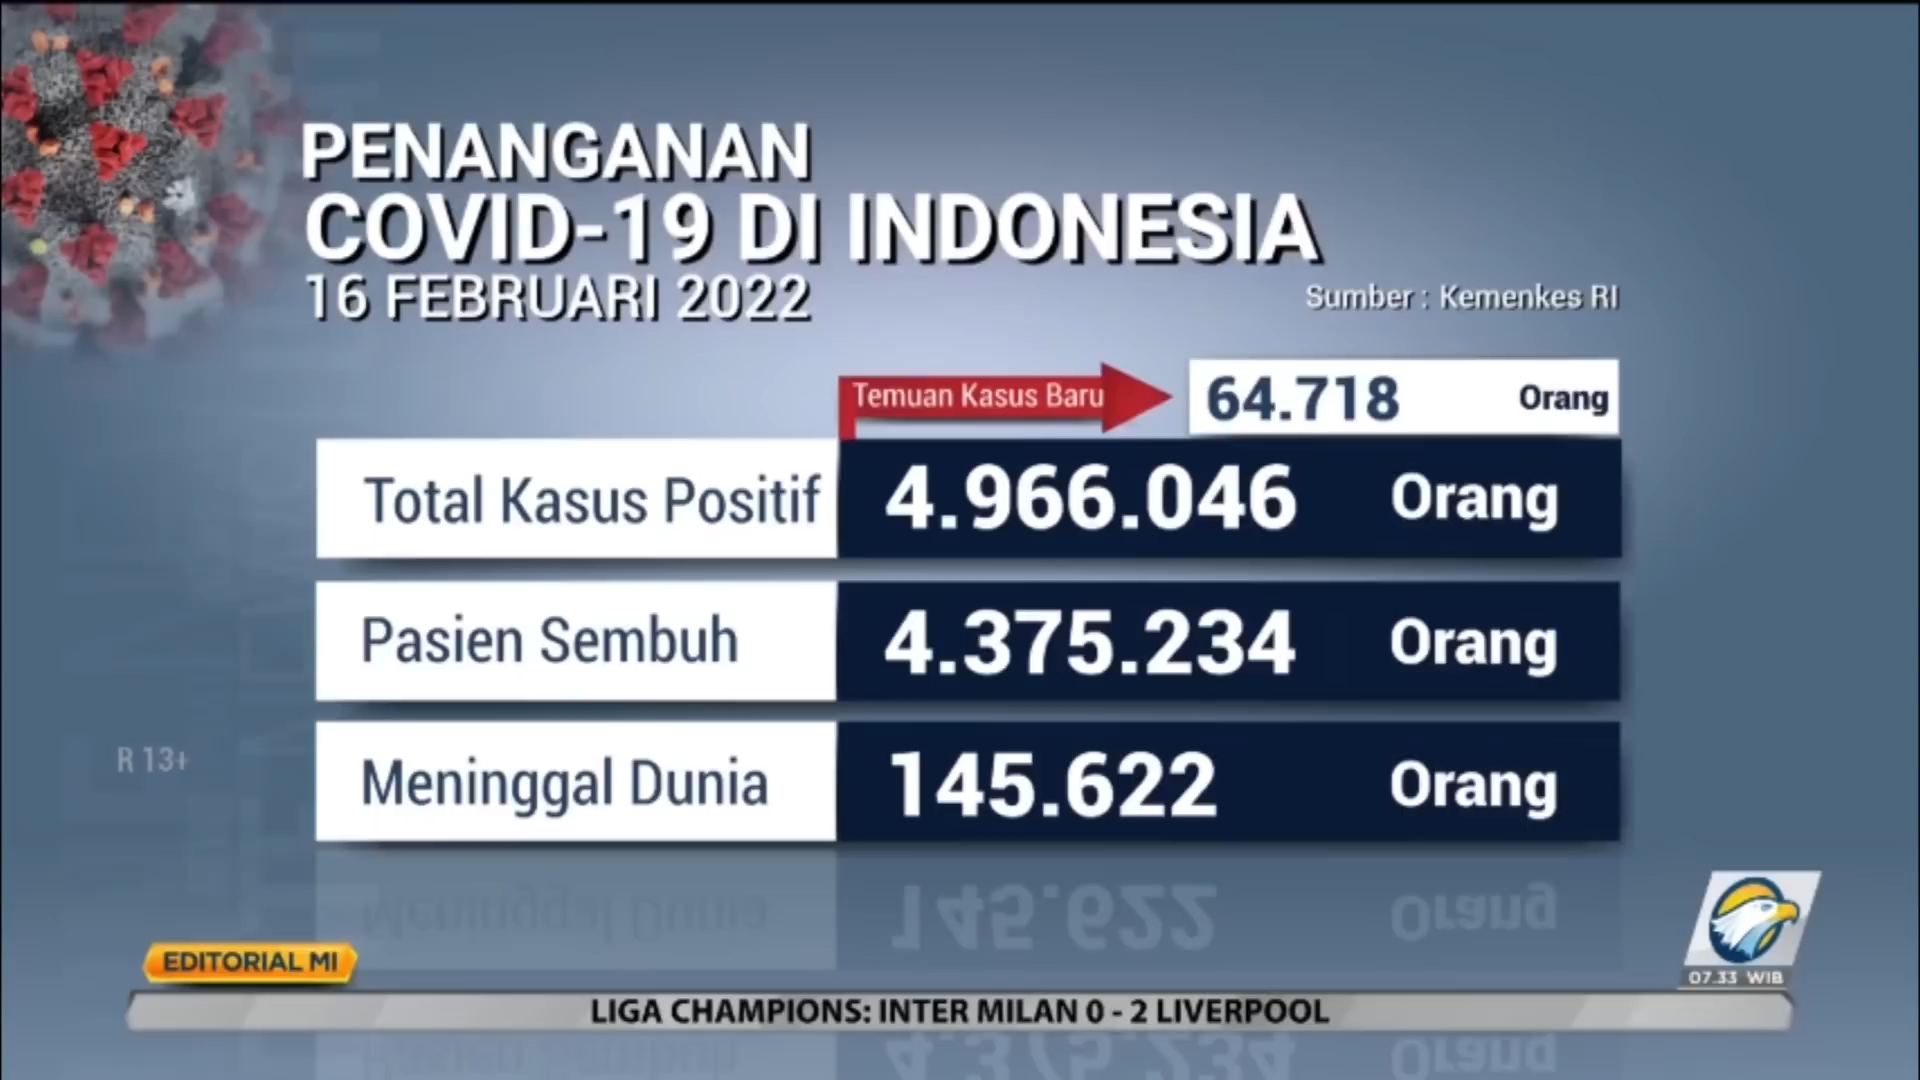 PENANGANAN
COVID-19 DI INDONESIA
16 FEBRUARI 2022
Sumber : Kemenkes RI
Temuan Kasus Baru 64.718 Orang
Total Kasus Positif 4.966.046 Orang
Pasien Sembuh 4.375.234 Orang
R 13+
Meninggal Dunia 145.622 Orang
EDITORIAL MI
07.33 WIB
LIGA CHAMPIONS: INTER MILAN 0 - 2 LIVERPOOL